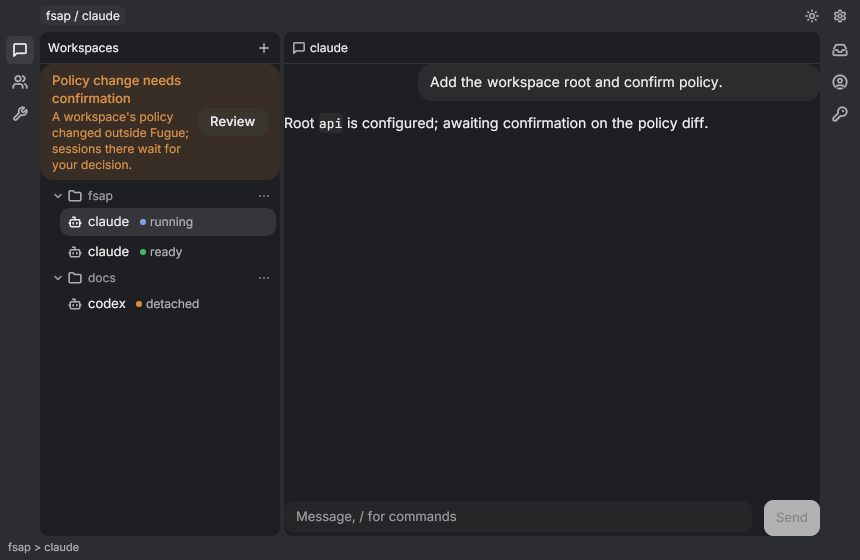 fsap / claude
Workspaces
Policy change needs
confirmation
A workspace's policy
changed outside Fugue;
sessions there wait for
your decision.
Review
fsap
claude running
claude ready
docs
codex detached
claude
Add the workspace root and confirm policy.
Root api is configured; awaiting confirmation on the policy diff.
Message, / for commands
Send
fsap > claude